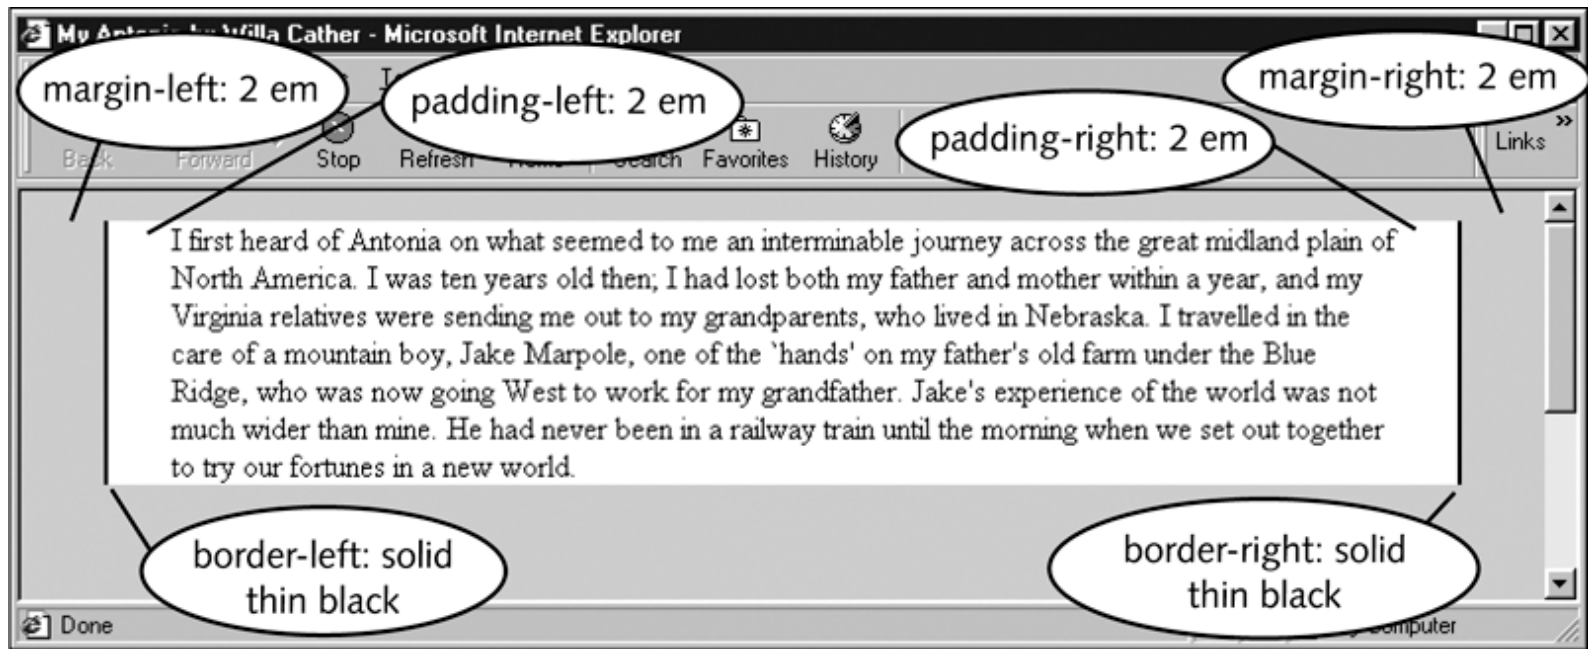 My Antonia by Willa Cather - Microsoft Internet Explorer
margin-left: 2 em
padding-left: 2 em
margin-right: 2 em
padding-right: 2 em
Back Forward Stop Refresh Home Search Favorites History
Links »
I first heard of Antonia on what seemed to me an interminable journey across the great midland plain of
North America. I was ten years old then; I had lost both my father and mother within a year, and my
Virginia relatives were sending me out to my grandparents, who lived in Nebraska. I travelled in the
care of a mountain boy, Jake Marpole, one of the `hands' on my father's old farm under the Blue
Ridge, who was now going West to work for my grandfather. Jake's experience of the world was not
much wider than mine. He had never been in a railway train until the morning when we set out together
to try our fortunes in a new world.
border-left: solid
thin black
border-right: solid
thin black
Done
Computer